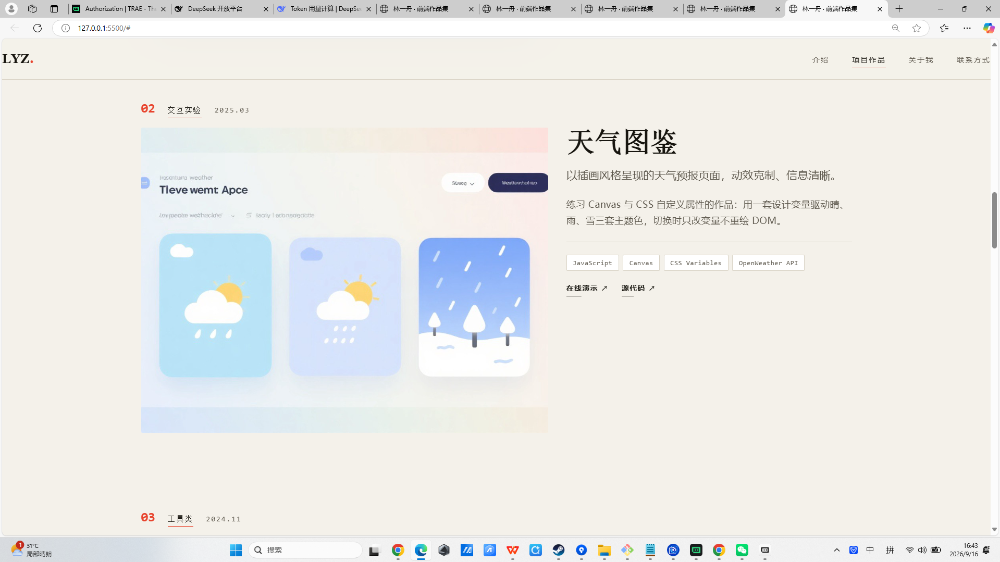 Authorization | TRAE - The
DeepSeek 开放平台
Token 用量计算 | DeepSee
林一舟 · 前端作品集
林一舟 · 前端作品集
林一舟 · 前端作品集
林一舟 · 前端作品集
林一舟 · 前端作品集
127.0.0.1:5500/#
LYZ.
介绍
项目作品
关于我
联系方式
02 交互实验 2025.03
weather
Tleve wemt Apce
天气图鉴
以插画风格呈现的天气预报页面，动效克制、信息清晰。
练习 Canvas 与 CSS 自定义属性的作品：用一套设计变量驱动晴、
雨、雪三套主题色，切换时只改变量不重绘 DOM。
JavaScript
Canvas
CSS Variables
OpenWeather API
在线演示 ↗
源代码 ↗
03 工具类 2024.11
1
31°C
局部晴朗
搜索
中
拼
16:43
2026/9/16